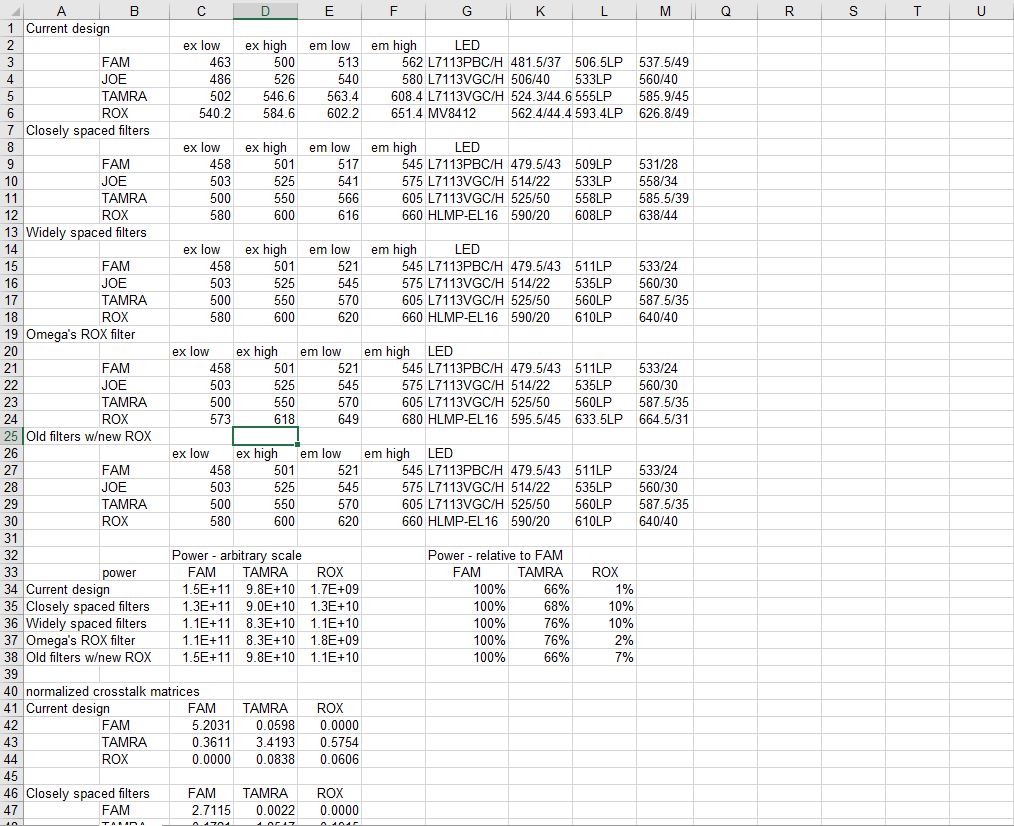 A B C D E F G K L M Q R S T U
1 Current design
2 ex low ex high em low em high LED
3 FAM 463 500 513 562 L7113PBC/H 481.5/37 506.5LP 537.5/49
4 JOE 486 526 540 580 L7113VGC/H 506/40 533LP 560/40
5 TAMRA 502 546.6 563.4 608.4 L7113VGC/H 524.3/44.6 555LP 585.9/45
6 ROX 540.2 584.6 602.2 651.4 MV8412 562.4/44.4 593.4LP 626.8/49
7 Closely spaced filters
8 ex low ex high em low em high LED
9 FAM 458 501 517 545 L7113PBC/H 479.5/43 509LP 531/28
10 JOE 503 525 541 575 L7113VGC/H 514/22 533LP 558/34
11 TAMRA 500 550 566 605 L7113VGC/H 525/50 558LP 585.5/39
12 ROX 580 600 616 660 HLMP-EL16 590/20 608LP 638/44
13 Widely spaced filters
14 ex low ex high em low em high LED
15 FAM 458 501 521 545 L7113PBC/H 479.5/43 511LP 533/24
16 JOE 503 525 545 575 L7113VGC/H 514/22 535LP 560/30
17 TAMRA 500 550 570 605 L7113VGC/H 525/50 560LP 587.5/35
18 ROX 580 600 620 660 HLMP-EL16 590/20 610LP 640/40
19 Omega's ROX filter
20 ex low ex high em low em high LED
21 FAM 458 501 521 545 L7113PBC/H 479.5/43 511LP 533/24
22 JOE 503 525 545 575 L7113VGC/H 514/22 535LP 560/30
23 TAMRA 500 550 570 605 L7113VGC/H 525/50 560LP 587.5/35
24 ROX 573 618 649 680 HLMP-EL16 595.5/45 633.5LP 664.5/31
25 Old filters w/new ROX
26 ex low ex high em low em high LED
27 FAM 458 501 521 545 L7113PBC/H 479.5/43 511LP 533/24
28 JOE 503 525 545 575 L7113VGC/H 514/22 535LP 560/30
29 TAMRA 500 550 570 605 L7113VGC/H 525/50 560LP 587.5/35
30 ROX 580 600 620 660 HLMP-EL16 590/20 610LP 640/40
31
32 Power - arbitrary scale Power - relative to FAM
33 power FAM TAMRA ROX FAM TAMRA ROX
34 Current design 1.5E+11 9.8E+10 1.7E+09 100% 66% 1%
35 Closely spaced filters 1.3E+11 9.0E+10 1.3E+10 100% 68% 10%
36 Widely spaced filters 1.1E+11 8.3E+10 1.1E+10 100% 76% 10%
37 Omega's ROX filter 1.1E+11 8.3E+10 1.8E+09 100% 76% 2%
38 Old filters w/new ROX 1.5E+11 9.8E+10 1.1E+10 100% 66% 7%
39
40 normalized crosstalk matrices
41 Current design FAM TAMRA ROX
42 FAM 5.2031 0.0598 0.0000
43 TAMRA 0.3611 3.4193 0.5754
44 ROX 0.0000 0.0838 0.0606
45
46 Closely spaced filters FAM TAMRA ROX
47 FAM 2.7115 0.0022 0.0000